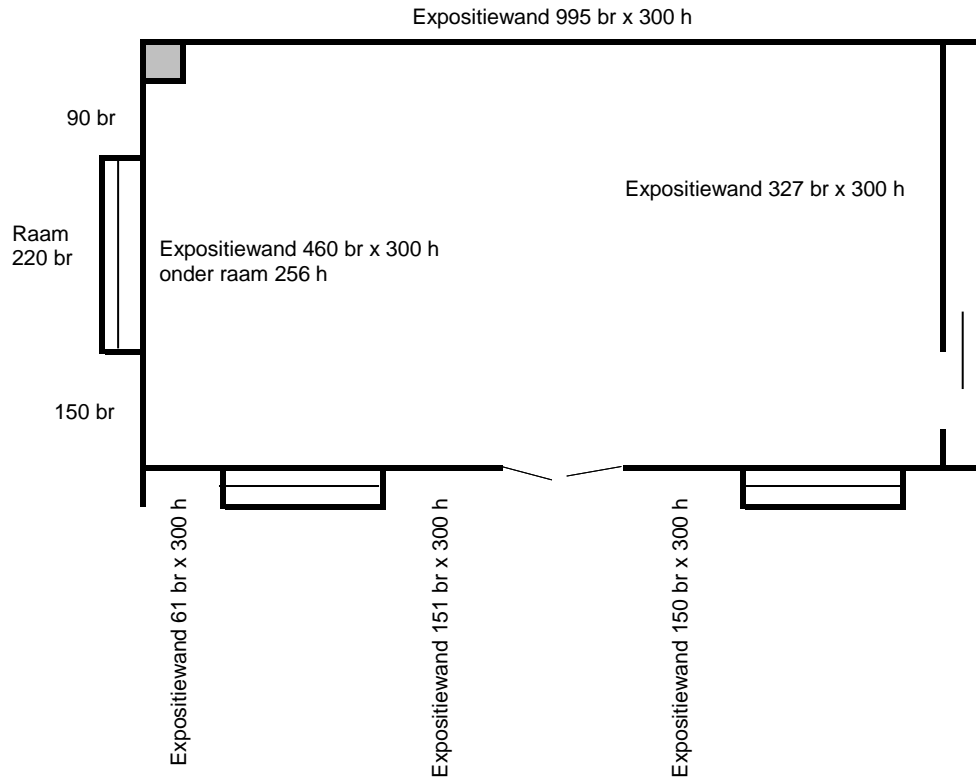 Expositiewand 995 br x 300 h
90 br
Expositiewand 327 br x 300 h
Raam
220 br
Expositiewand 460 br x 300 h
onder raam 256 h
150 br
Expositiewand 61 br x 300 h
Expositiewand 151 br x 300 h
Expositiewand 150 br x 300 h